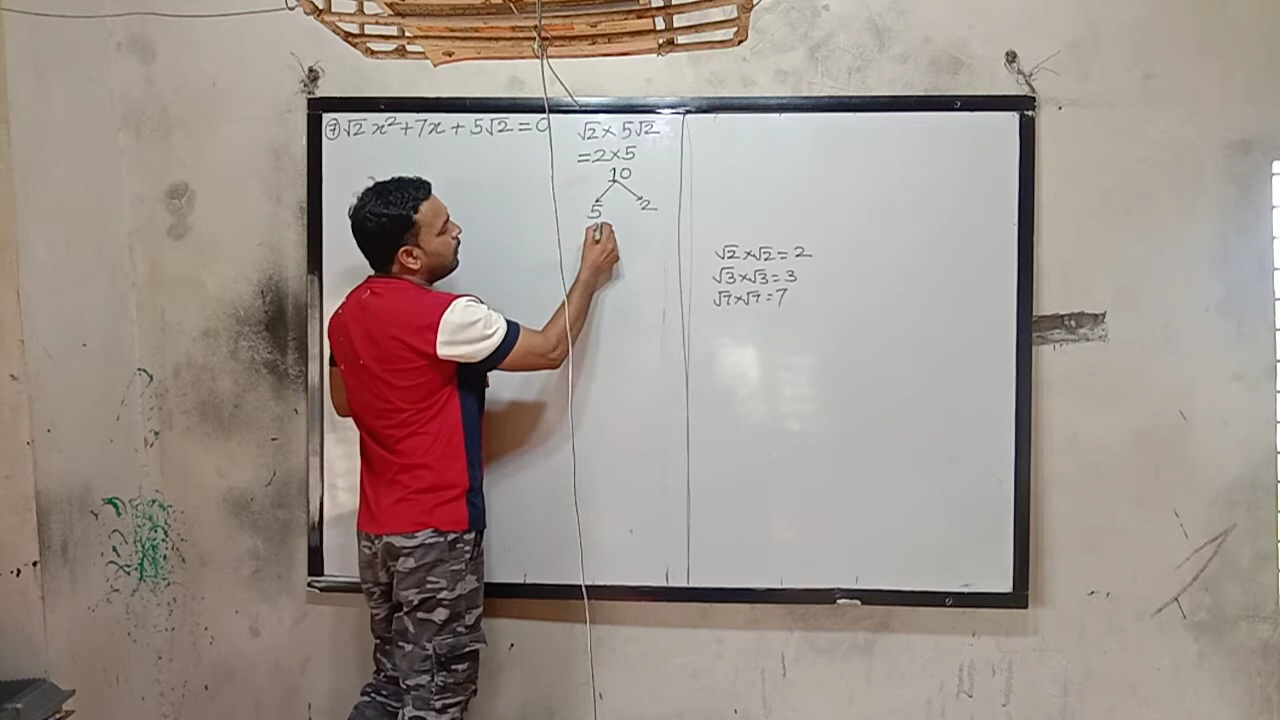 ⑦ √2 x² + 7x + 5√2 = 0
√2 × 5√2
= 2×5
10
5 2
√2 × √2 = 2
√3 × √3 = 3
√7 × √7 = 7